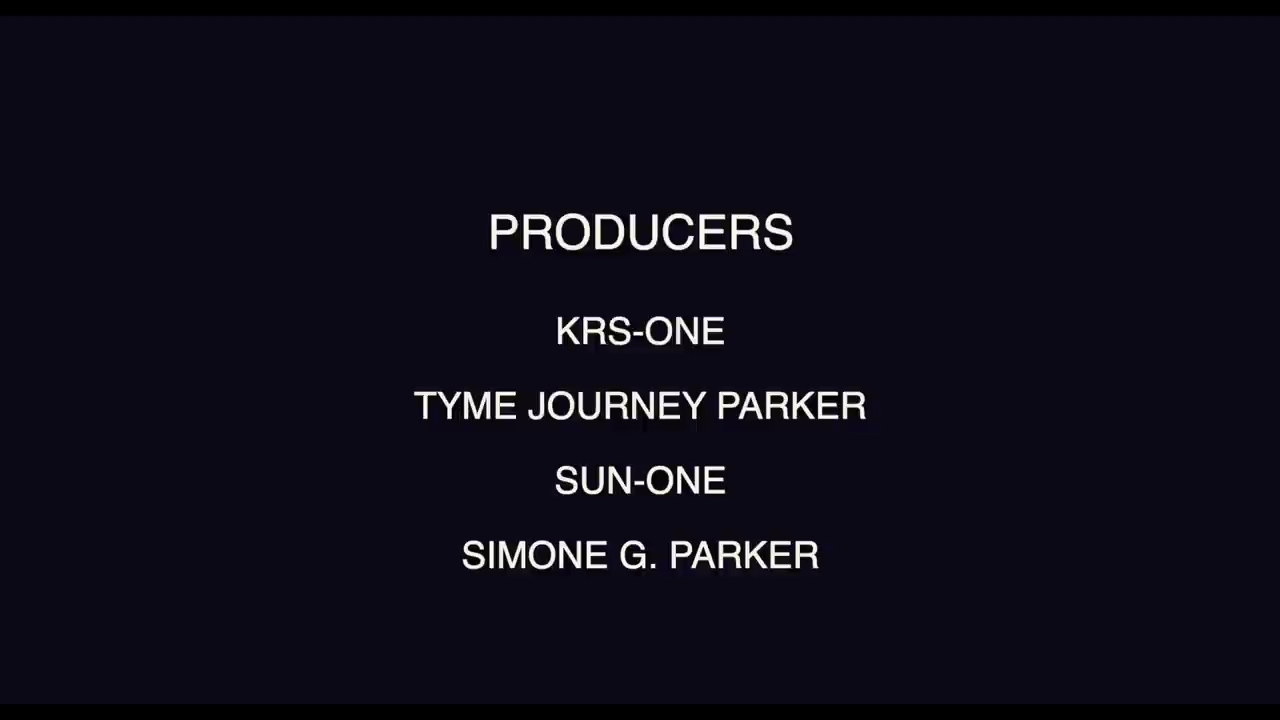 PRODUCERS
KRS-ONE
TYME JOURNEY PARKER
SUN-ONE
SIMONE G. PARKER